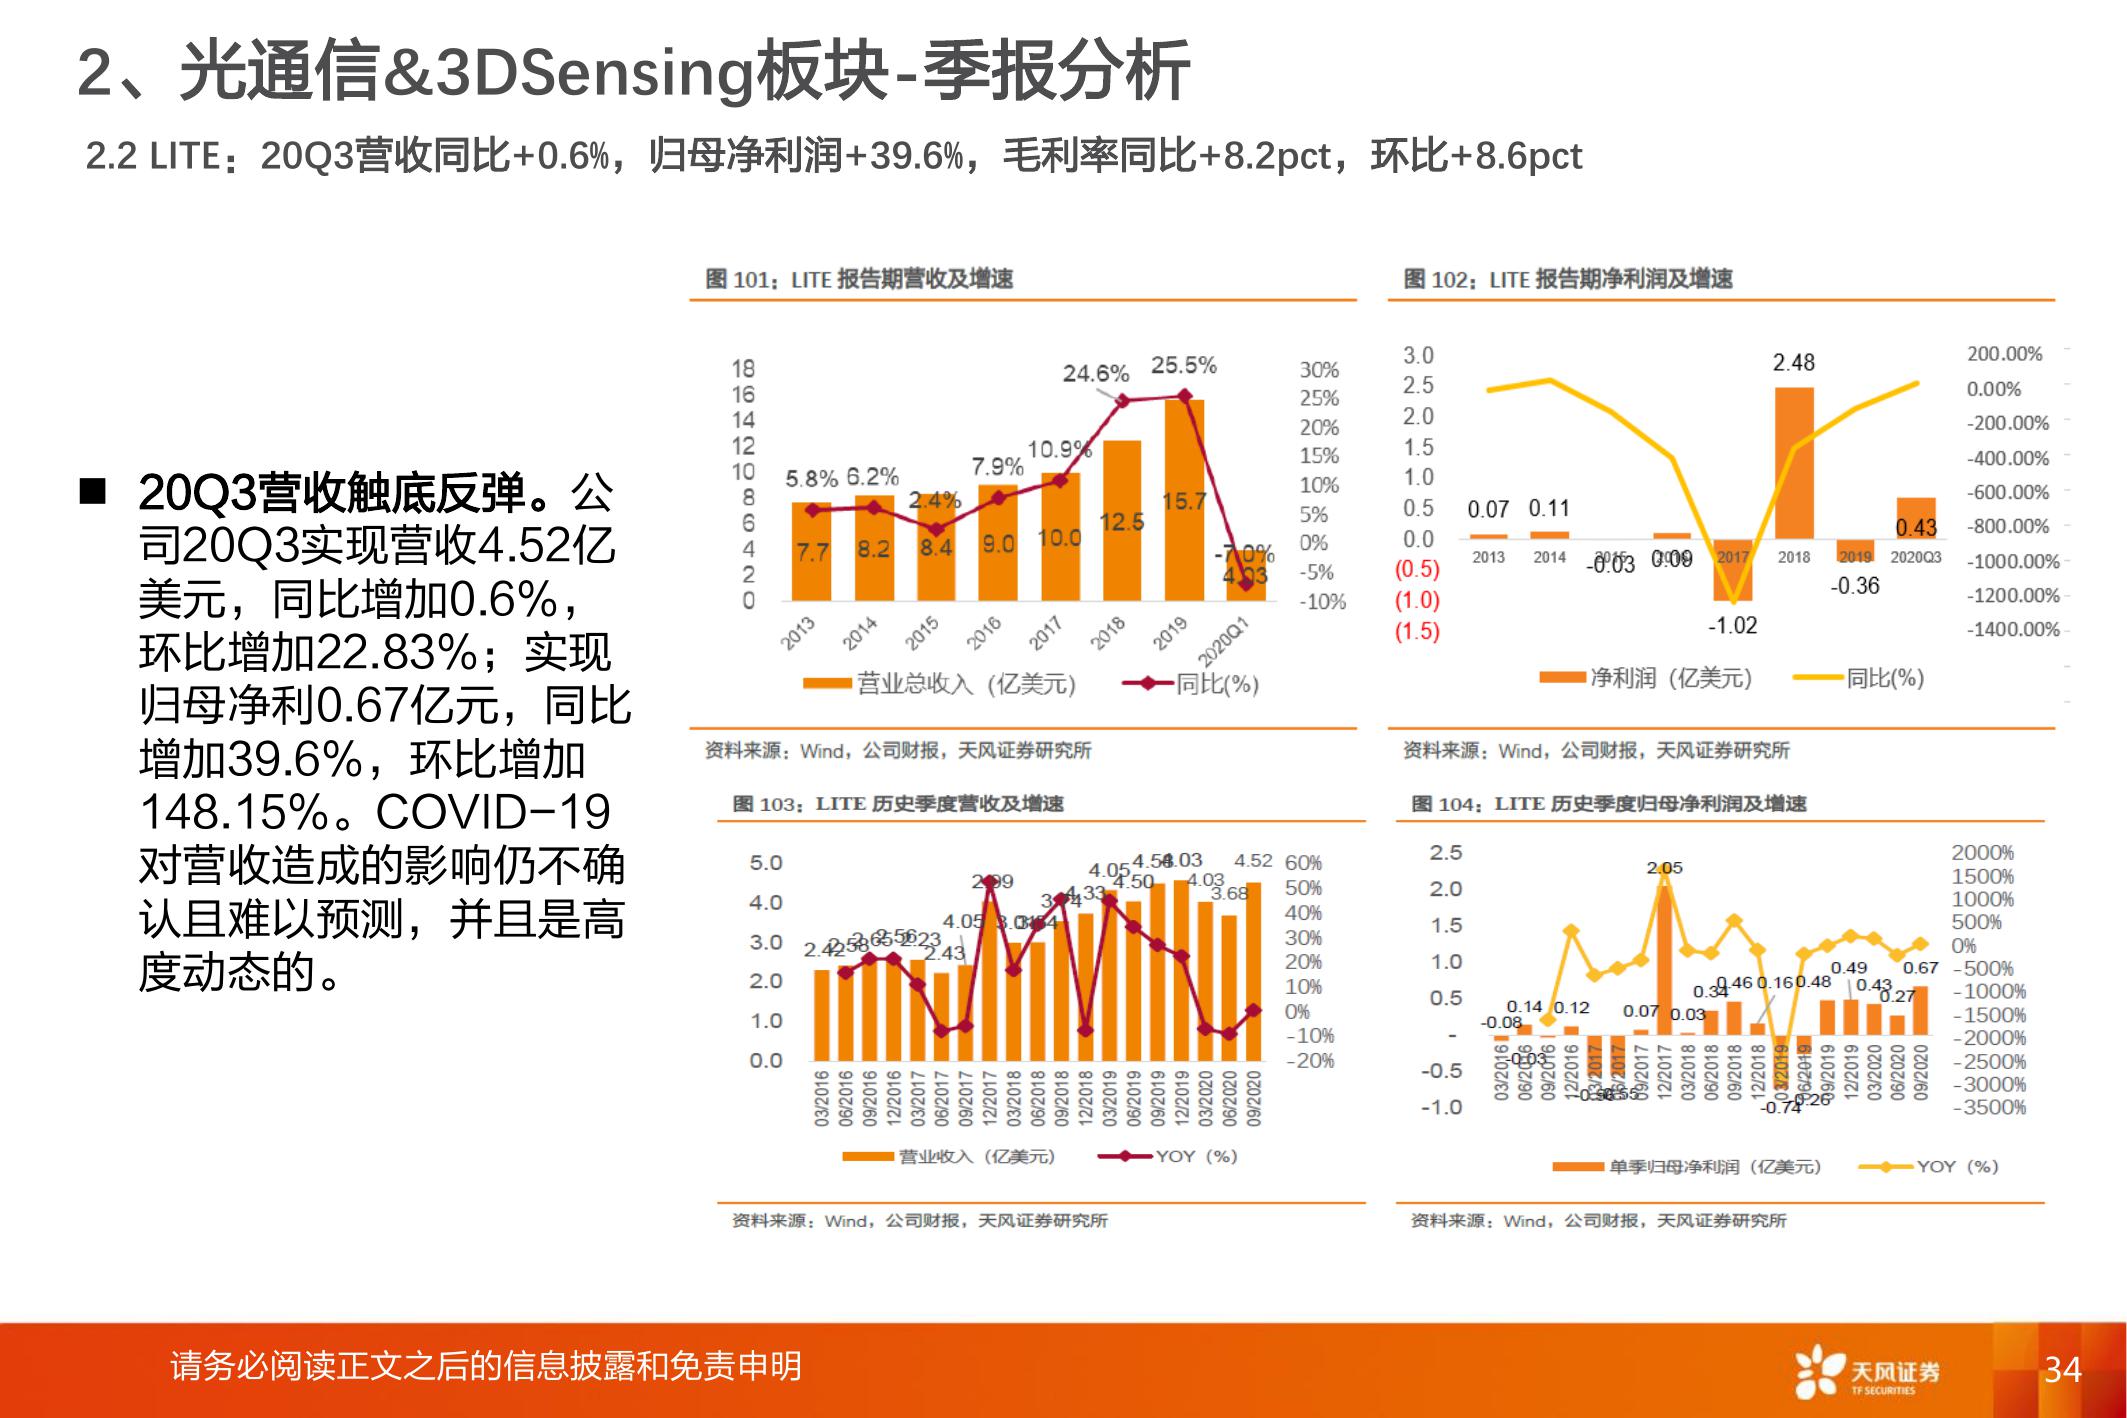 2、光通信&3DSensing板块-季报分析
2.2 LITE：20Q3营收同比+0.6%，归母净利润+39.6%，毛利率同比+8.2pct，环比+8.6pct
■ 20Q3营收触底反弹。公
司20Q3实现营收4.52亿
美元，同比增加0.6%，
环比增加22.83%；实现
归母净利0.67亿元，同比
增加39.6%，环比增加
148.15%。COVID-19
对营收造成的影响仍不确
认且难以预测，并且是高
度动态的。
图 101：LITE 报告期营收及增速
18
16
14
12
10
8
6
4
2
0
5.8% 6.2% 2.4% 7.9% 10.9% 24.6% 25.5% -7.0%
7.7 8.2 8.4 9.0 10.0 12.5 15.7 4.03
30%
25%
20%
15%
10%
5%
0%
-5%
-10%
2013 2014 2015 2016 2017 2018 2019 2020Q1
营业总收入（亿美元） 同比(%)
资料来源：Wind，公司财报，天风证券研究所
图 102：LITE 报告期净利润及增速
3.0
2.5
2.0
1.5
1.0
0.5
0.0
(0.5)
(1.0)
(1.5)
0.07 0.11 -0.03 0.09 -1.02 2.48 -0.36 0.43
2013 2014 2015 2016 2017 2018 2019 2020Q3
200.00%
0.00%
-200.00%
-400.00%
-600.00%
-800.00%
-1000.00%
-1200.00%
-1400.00%
净利润（亿美元） 同比(%)
资料来源：Wind，公司财报，天风证券研究所
图 103：LITE 历史季度营收及增速
5.0
4.0
3.0
2.0
1.0
0.0
2.42 2.58 2.65 2.56 2.23 2.43 4.05 4.33 4.05 4.50 4.03 4.03 3.68 4.52
60%
50%
40%
30%
20%
10%
0%
-10%
-20%
03/2016 06/2016 09/2016 12/2016 03/2017 06/2017 09/2017 12/2017 03/2018 06/2018 09/2018 12/2018 03/2019 06/2019 09/2019 12/2019 03/2020 06/2020 09/2020
营业收入（亿美元） YOY（%）
资料来源：Wind，公司财报，天风证券研究所
图 104：LITE 历史季度归母净利润及增速
2.5
2.0
1.5
1.0
0.5
-
-0.5
-1.0
-0.08 0.14 -0.03 0.12 -0.55 0.07 2.05 0.03 0.34 0.46 0.16 -0.74 -0.26 0.48 0.49 0.43 0.27 0.67
2000%
1500%
1000%
500%
0%
-500%
-1000%
-1500%
-2000%
-2500%
-3000%
-3500%
03/2016 06/2016 09/2016 12/2016 03/2017 06/2017 09/2017 12/2017 03/2018 06/2018 09/2018 12/2018 03/2019 06/2019 09/2019 12/2019 03/2020 06/2020 09/2020
单季归母净利润（亿美元） YOY（%）
资料来源：Wind，公司财报，天风证券研究所
请务必阅读正文之后的信息披露和免责申明
天风证券
TF SECURITIES
34